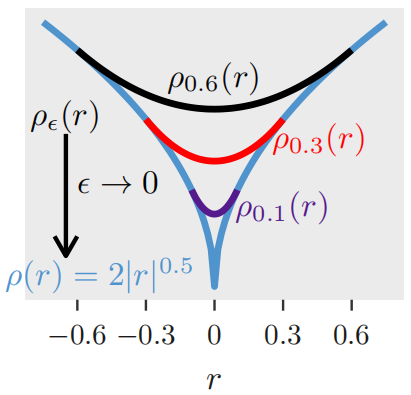 ρ₀.₆(r)
ρ_ϵ(r)
ρ₀.₃(r)
ϵ → 0
ρ₀.₁(r)
ρ(r) = 2|r|⁰·⁵
−0.6 −0.3 0 0.3 0.6
r